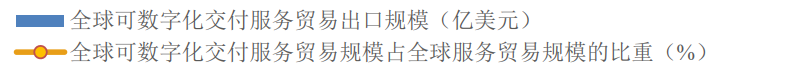 全球可数字化交付服务贸易出口规模（亿美元）
全球可数字化交付服务贸易规模占全球服务贸易规模的比重（%）